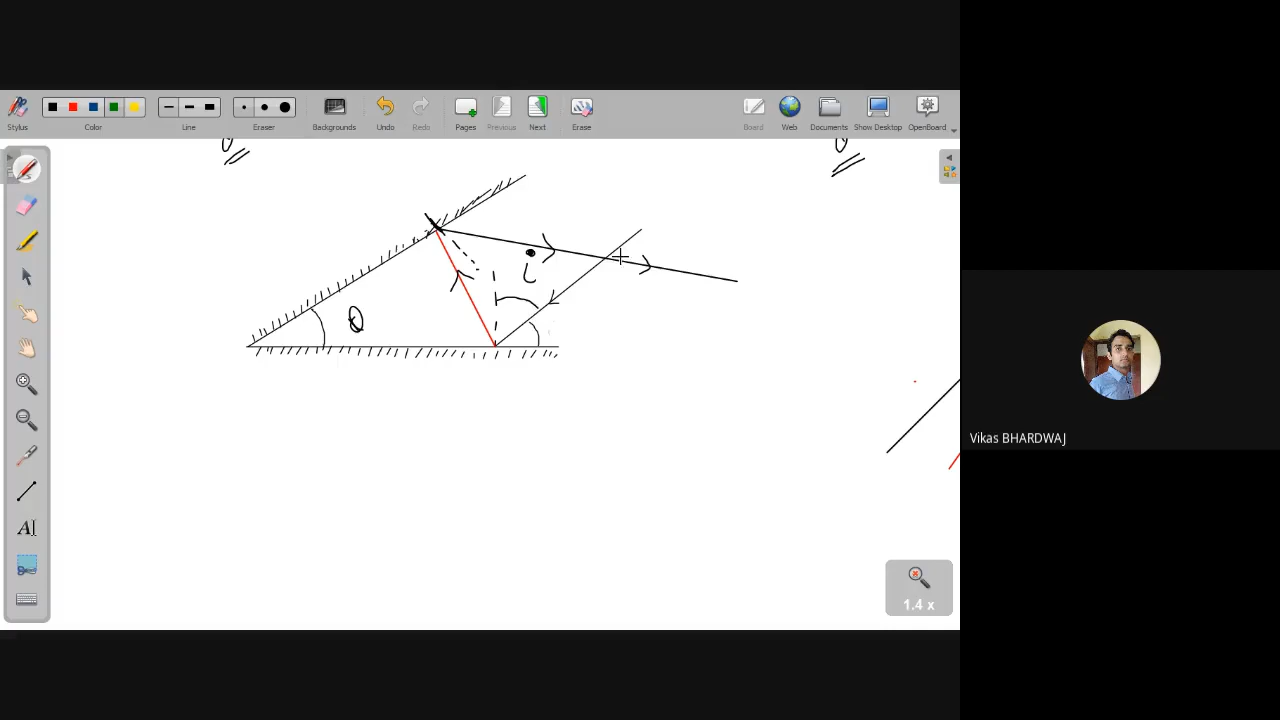 Stylus Color Line Eraser Backgrounds Undo Redo Pages Previous Next Erase Board Web Documents Show Desktop OpenBoard
θ
i
Vikas BHARDWAJ
A
1.4 x